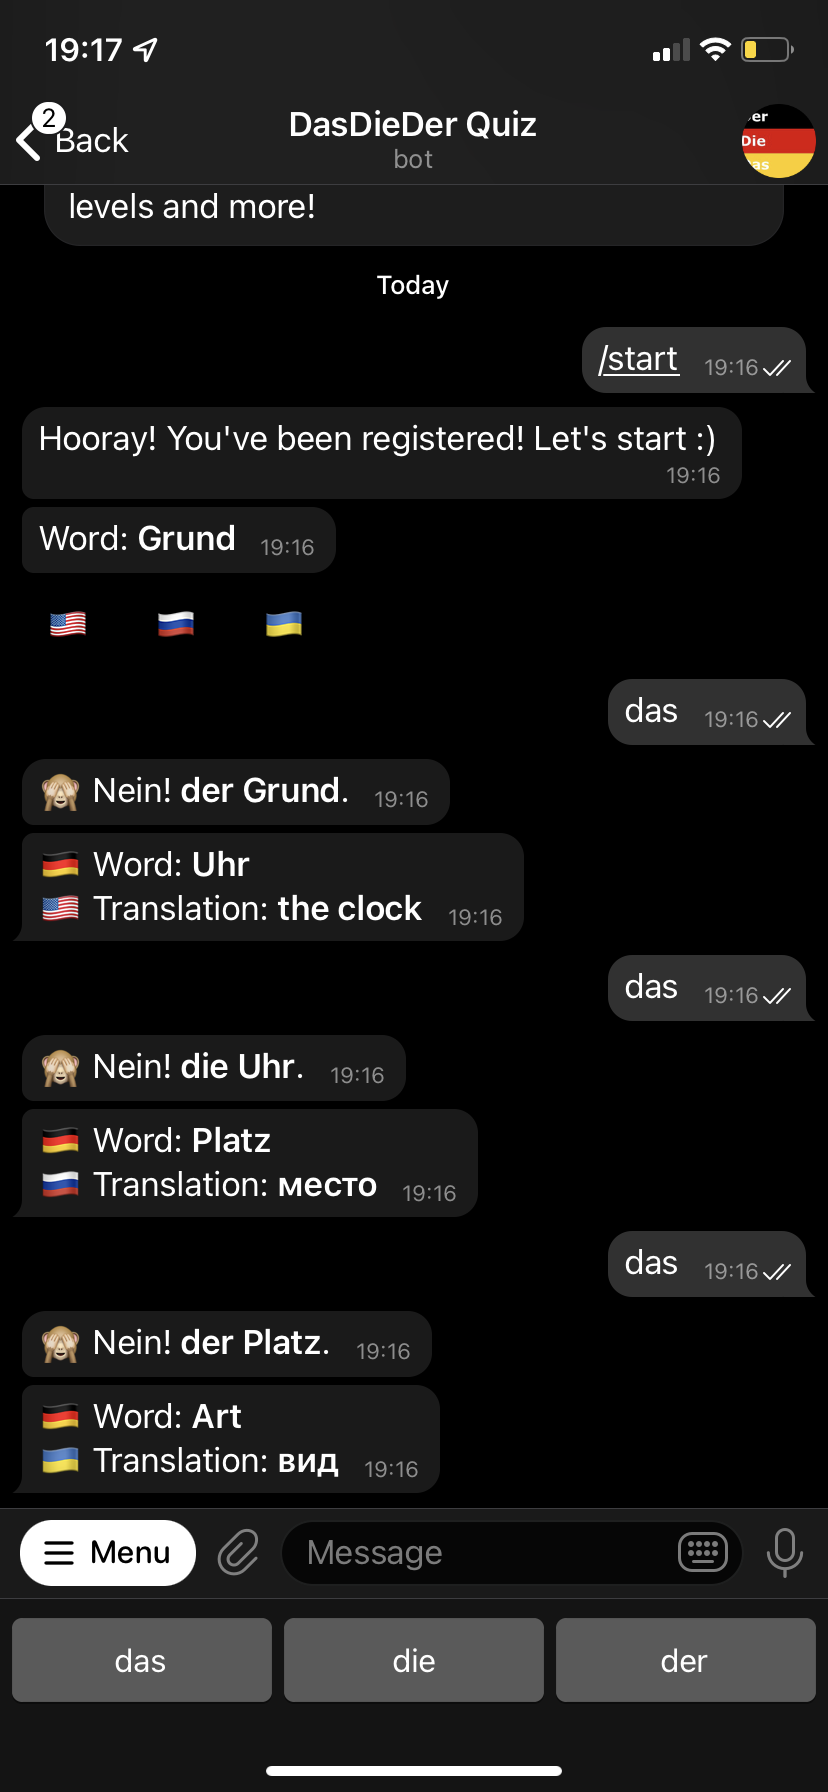 19:17
2
Back
DasDieDer Quiz
bot
Die
levels and more!
Today
/start 19:16
Hooray! You've been registered! Let's start :)
19:16
Word: Grund 19:16
das 19:16
🙈 Nein! der Grund. 19:16
🇩🇪 Word: Uhr
🇺🇸 Translation: the clock 19:16
das 19:16
🙈 Nein! die Uhr. 19:16
🇩🇪 Word: Platz
🇷🇺 Translation: место 19:16
das 19:16
🙈 Nein! der Platz. 19:16
🇩🇪 Word: Art
🇺🇦 Translation: вид 19:16
Menu
Message
das
die
der